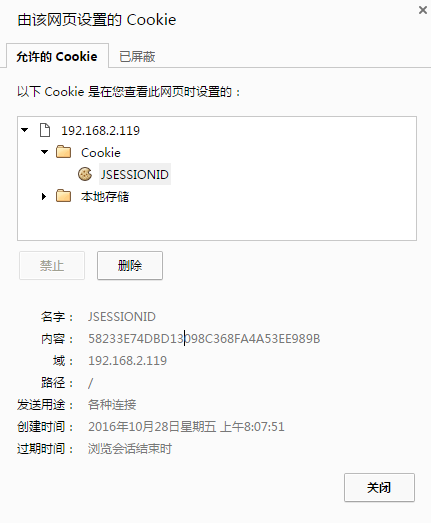 由该网页设置的 Cookie
允许的 Cookie 已屏蔽
以下 Cookie 是在您查看此网页时设置的：
192.168.2.119
Cookie
JSESSIONID
本地存储
禁止 删除
名字： JSESSIONID
内容： 58233E74DBD13098C368FA4A53EE989B
域： 192.168.2.119
路径： /
发送用途： 各种连接
创建时间： 2016年10月28日星期五 上午8:07:51
过期时间： 浏览会话结束时
关闭